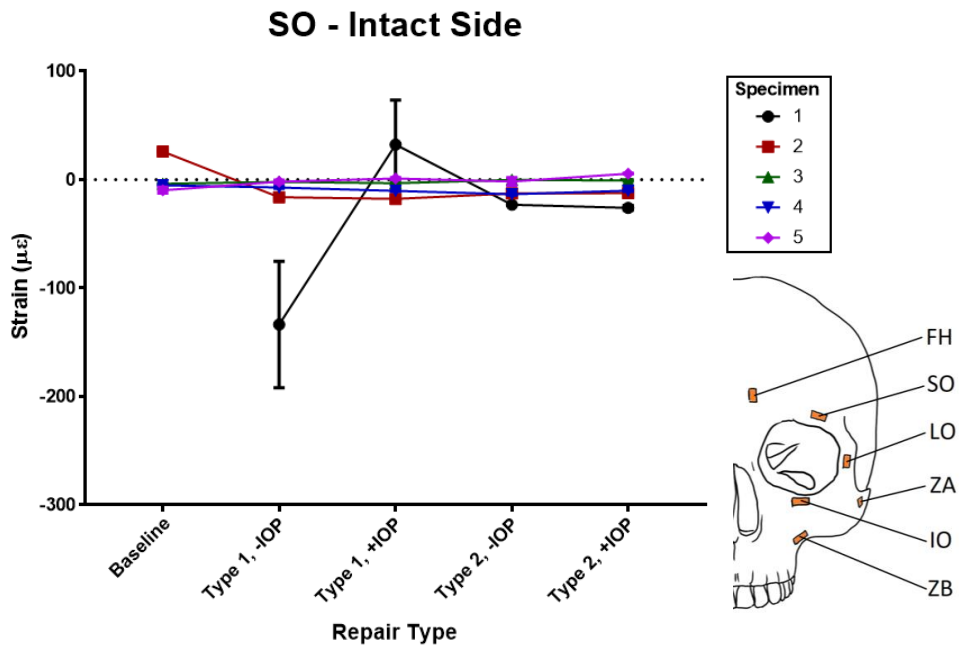 SO - Intact Side
100
0
-100
-200
-300
Strain (με)
Baseline
Type 1, -IOP
Type 1, +IOP
Type 2, -IOP
Type 2, +IOP
Repair Type
Specimen
1
2
3
4
5
FH
SO
LO
ZA
IO
ZB